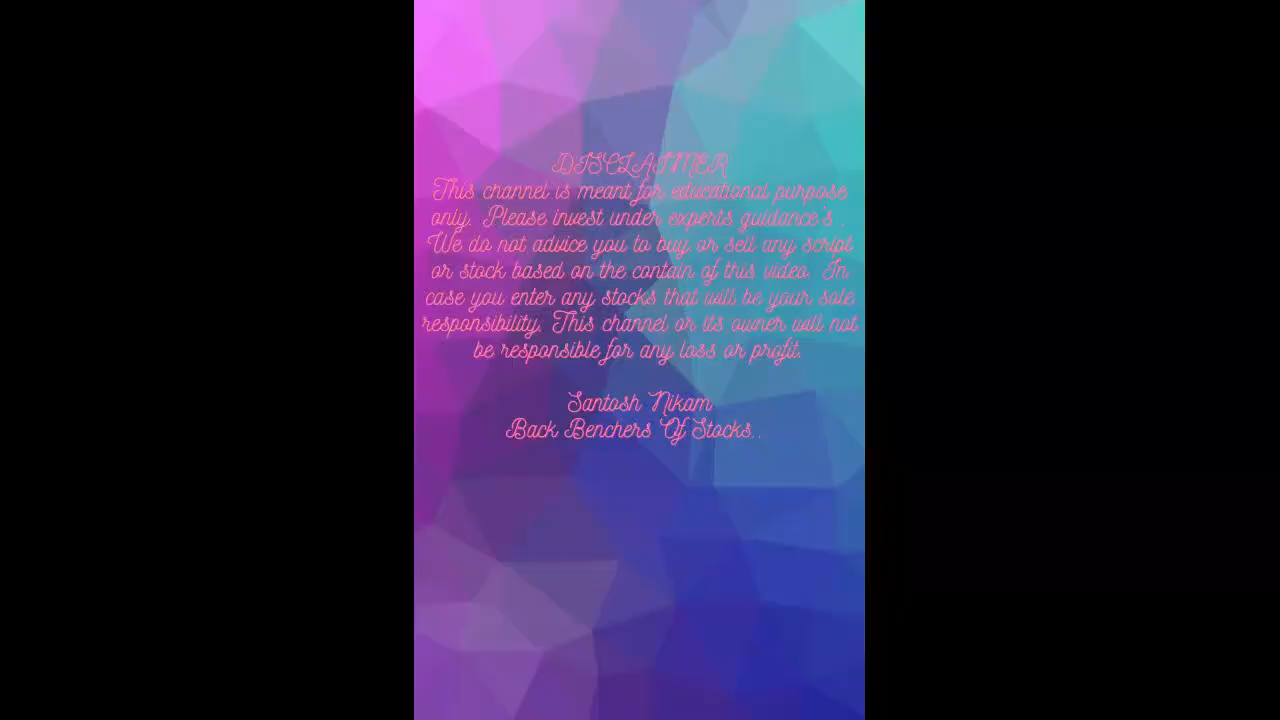 DISCLAIMER
This channel is meant for educational purpose
only. Please invest under experts guidance's .
We do not advice you to buy or sell any script
or stock based on the contain of this video. In
case you enter any stocks that will be your sole
responsibility. This channel or its owner will not
be responsible for any loss or profit.
Santosh Nikam
Back Benchers Of Stocks..